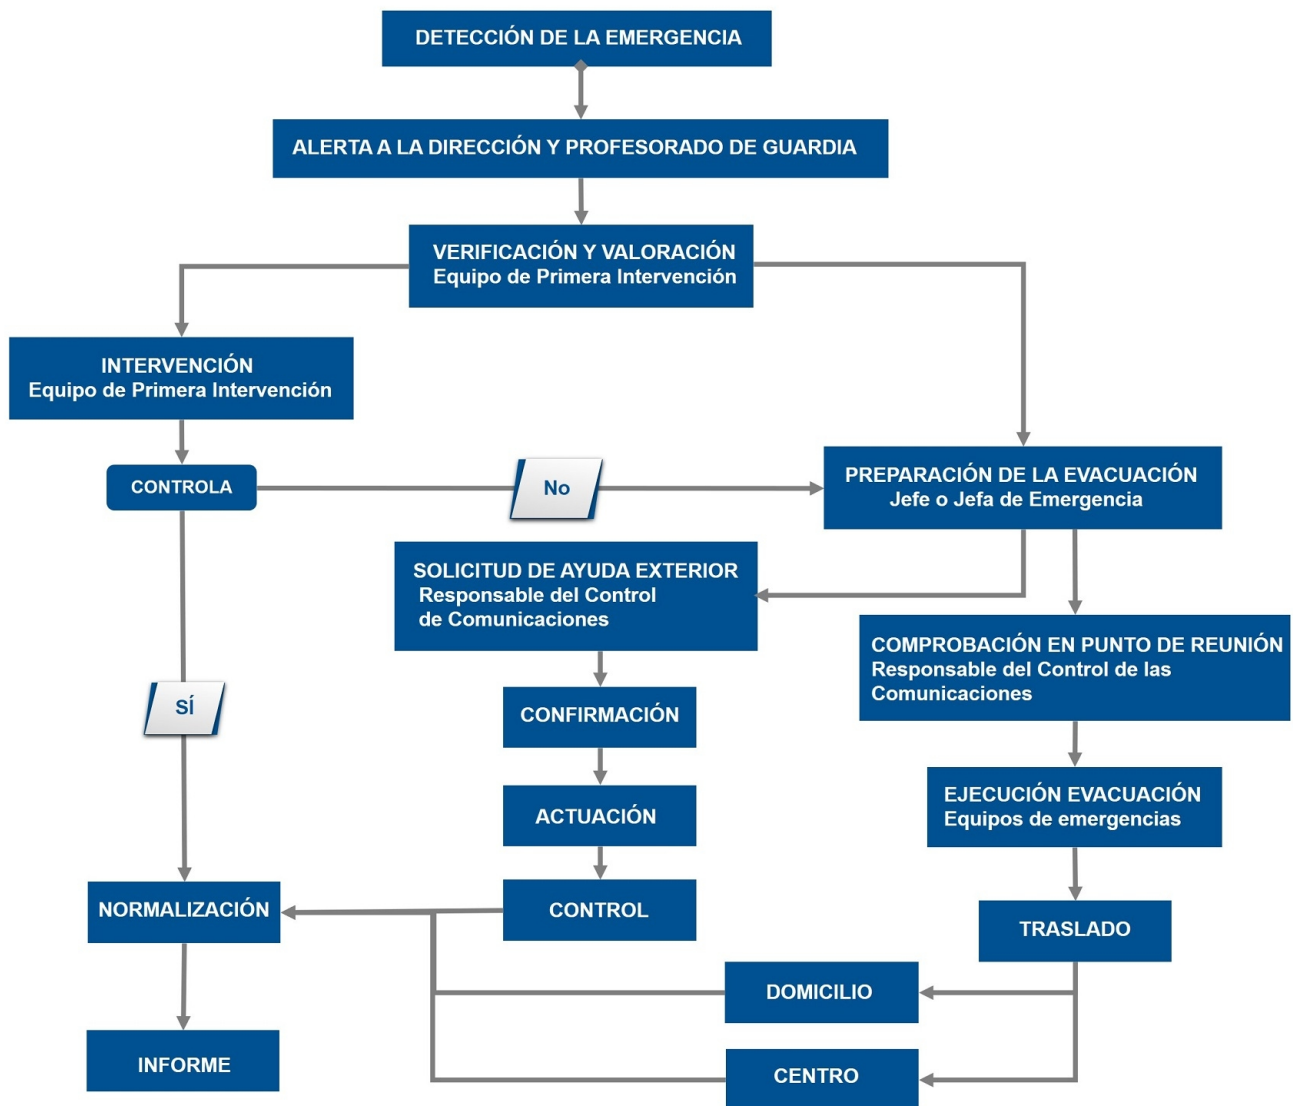 DETECCIÓN DE LA EMERGENCIA
ALERTA A LA DIRECCIÓN Y PROFESORADO DE GUARDIA
VERIFICACIÓN Y VALORACIÓN
Equipo de Primera Intervención
INTERVENCIÓN
Equipo de Primera Intervención
CONTROLA
No
PREPARACIÓN DE LA EVACUACIÓN
Jefe o Jefa de Emergencia
SOLICITUD DE AYUDA EXTERIOR
Responsable del Control
de Comunicaciones
COMPROBACIÓN EN PUNTO DE REUNIÓN
Responsable del Control de las
Comunicaciones
SÍ
CONFIRMACIÓN
EJECUCIÓN EVACUACIÓN
Equipos de emergencias
ACTUACIÓN
NORMALIZACIÓN
CONTROL
TRASLADO
DOMICILIO
INFORME
CENTRO